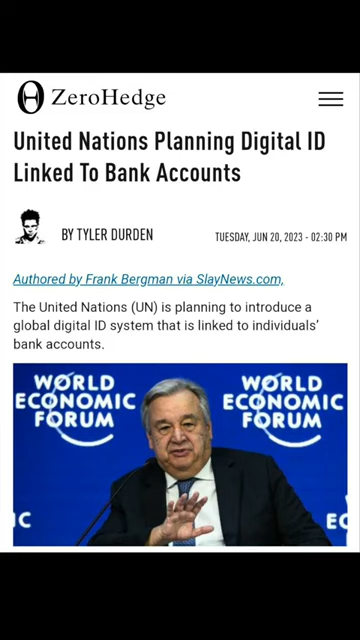 ZeroHedge
United Nations Planning Digital ID
Linked To Bank Accounts
BY TYLER DURDEN
TUESDAY, JUN 20, 2023 - 02:30 PM
Authored by Frank Bergman via SlayNews.com,
The United Nations (UN) is planning to introduce a
global digital ID system that is linked to individuals’
bank accounts.
WORLD
ECONOMIC
FORUM
WORLD
ECONOMIC
FORUM
IC
EC